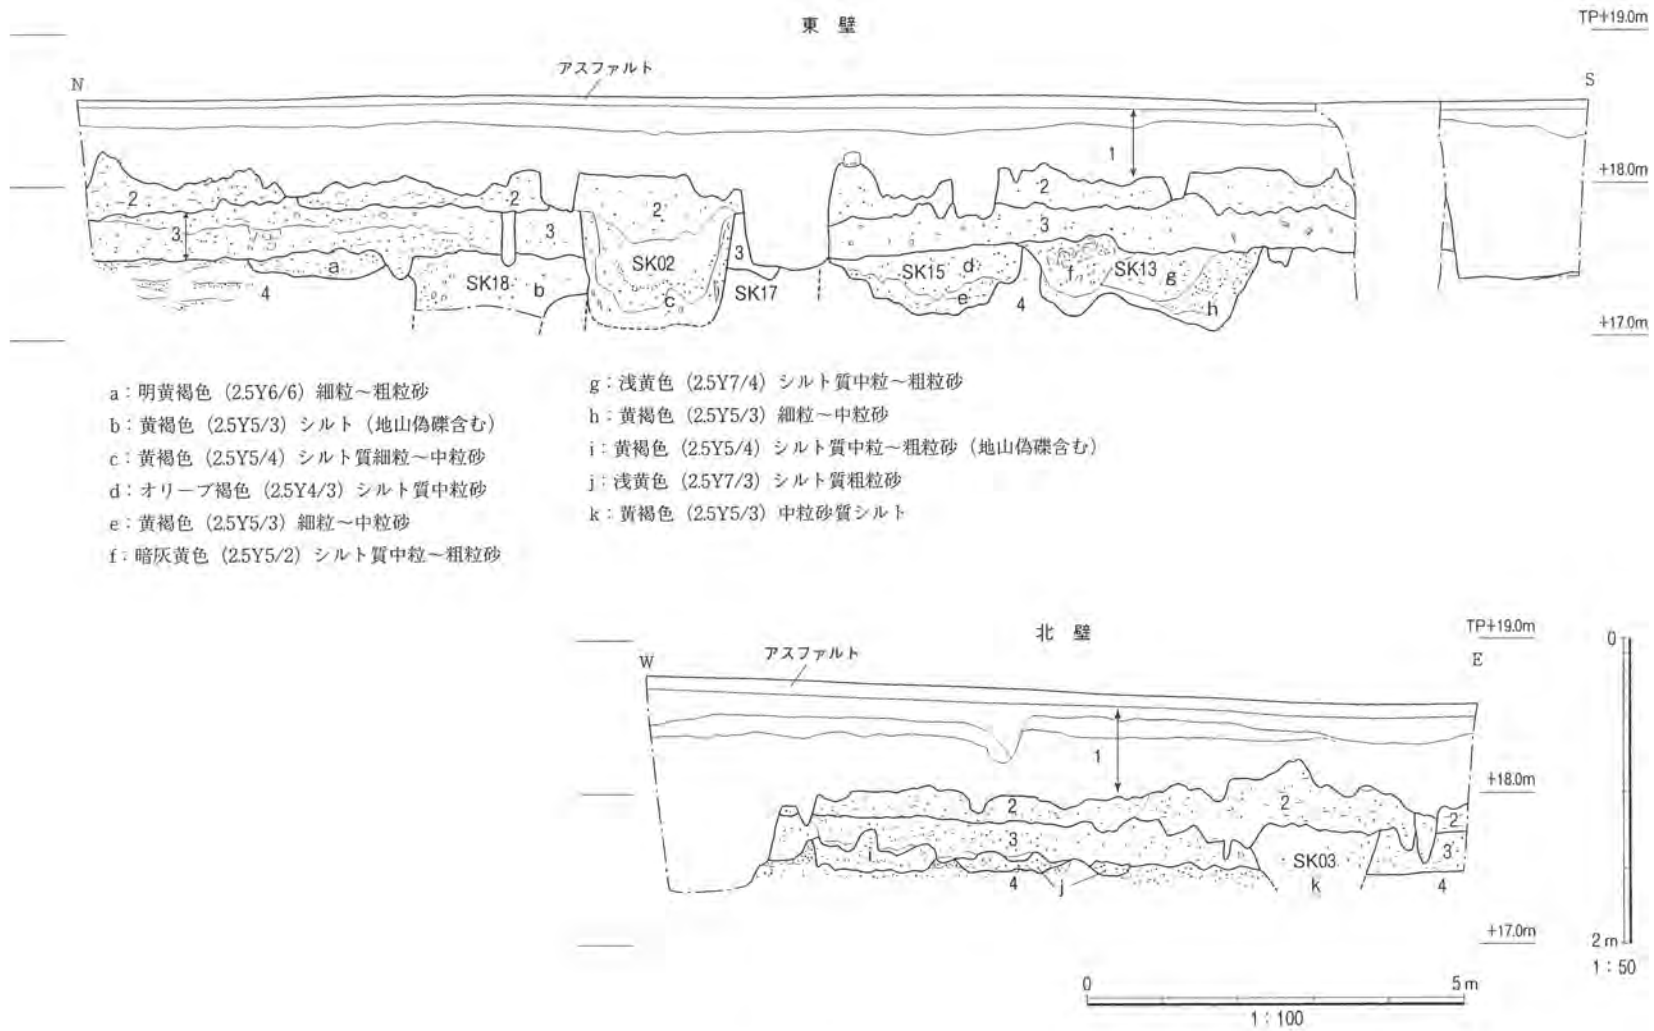 東 壁
TP+19.0m
アスファルト
N
S
1
+18.0m
2
2
2
2
3
3
3
3
SK02
a
SK18
b
c
SK17
SK15
d
e
4
4
f
SK13
g
h
+17.0m
a：明黄褐色（2.5Y6/6）細粒～粗粒砂
b：黄褐色（2.5Y5/3）シルト（地山偽礫含む）
c：黄褐色（2.5Y5/4）シルト質細粒～中粒砂
d：オリーブ褐色（2.5Y4/3）シルト質中粒砂
e：黄褐色（2.5Y5/3）細粒～中粒砂
f：暗灰黄色（2.5Y5/2）シルト質中粒～粗粒砂
g：浅黄色（2.5Y7/4）シルト質中粒～粗粒砂
h：黄褐色（2.5Y5/3）細粒～中粒砂
i：黄褐色（2.5Y5/4）シルト質中粒～粗粒砂（地山偽礫含む）
j：浅黄色（2.5Y7/3）シルト質粗粒砂
k：黄褐色（2.5Y5/3）中粒砂質シルト
北 壁
TP+19.0m
アスファルト
W
E
1
+18.0m
2
2
2
3
3
i
4
j
SK03
k
4
+17.0m
0
2m
1：50
0
5m
1：100